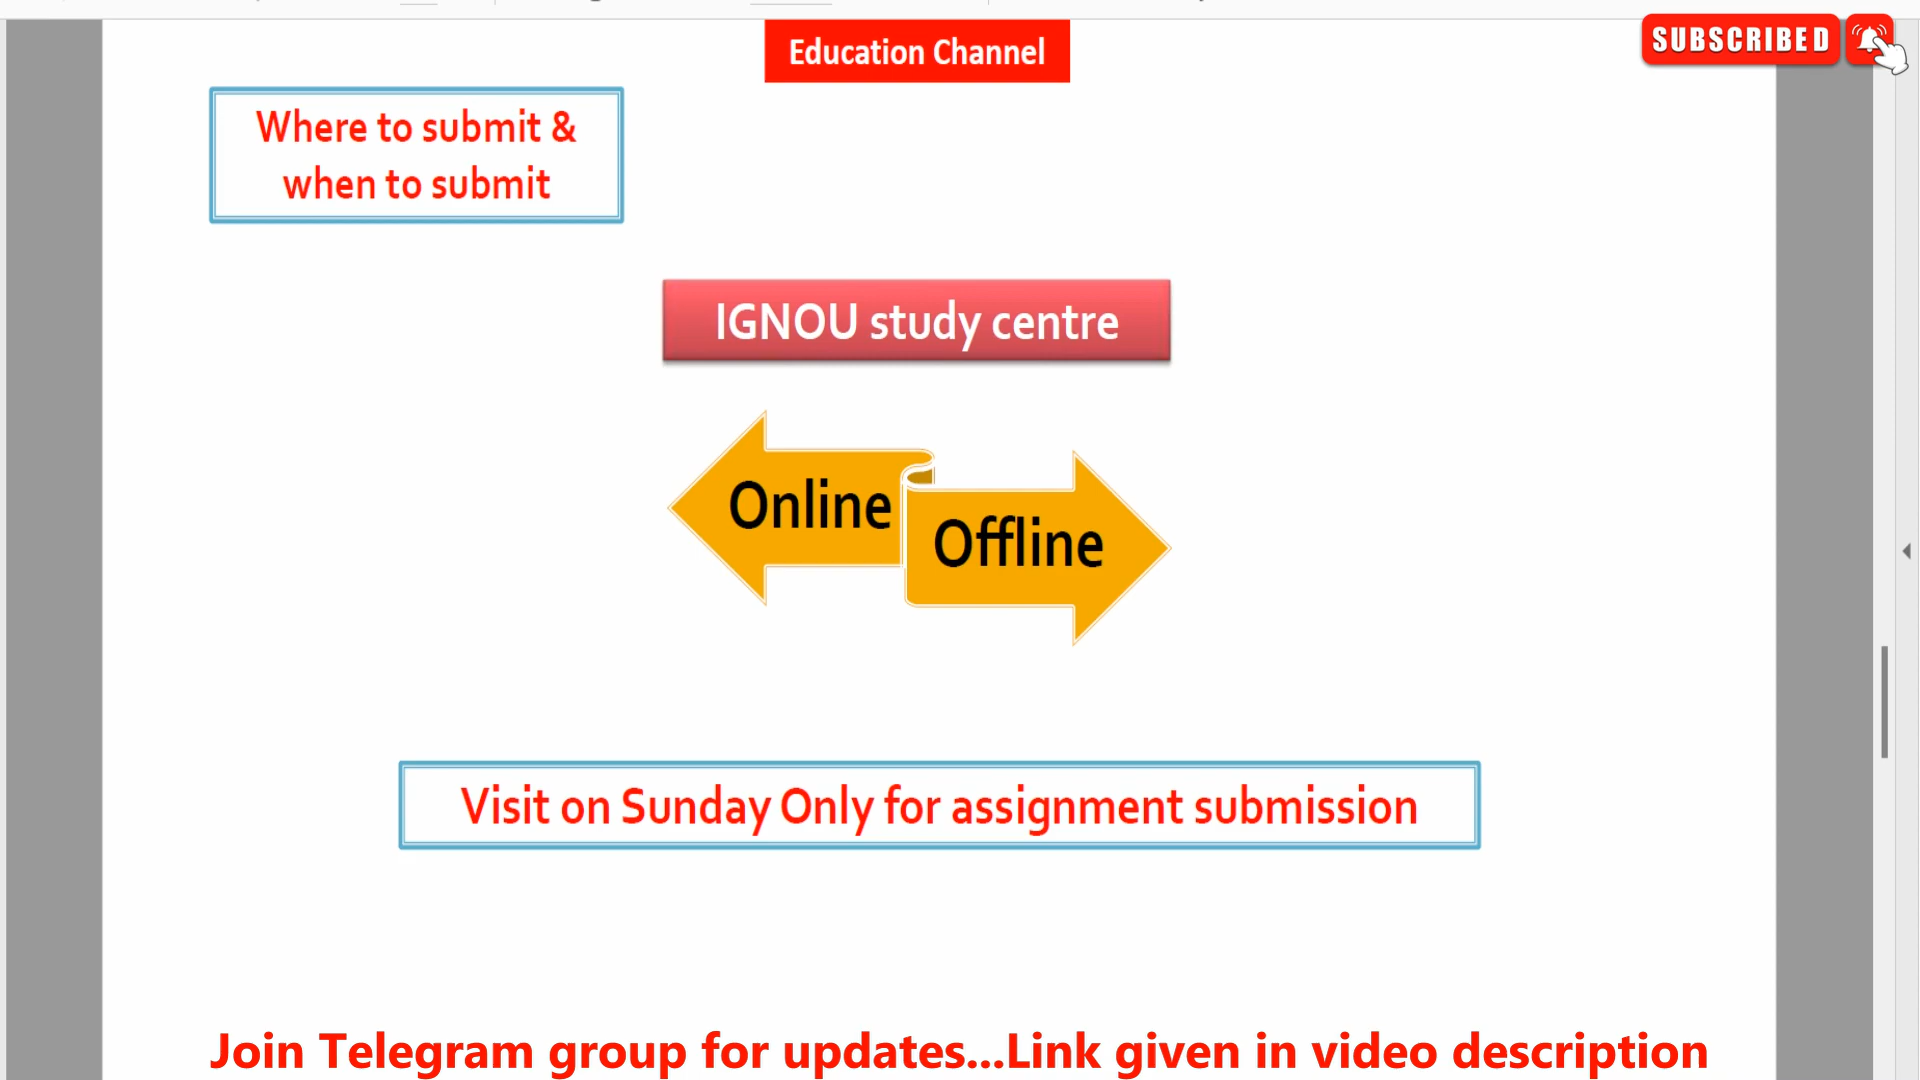 Education Channel
SUBSCRIBED
Where to submit &
when to submit
IGNOU study centre
Online
Offline
Visit on Sunday Only for assignment submission
Join Telegram group for updates...Link given in video description